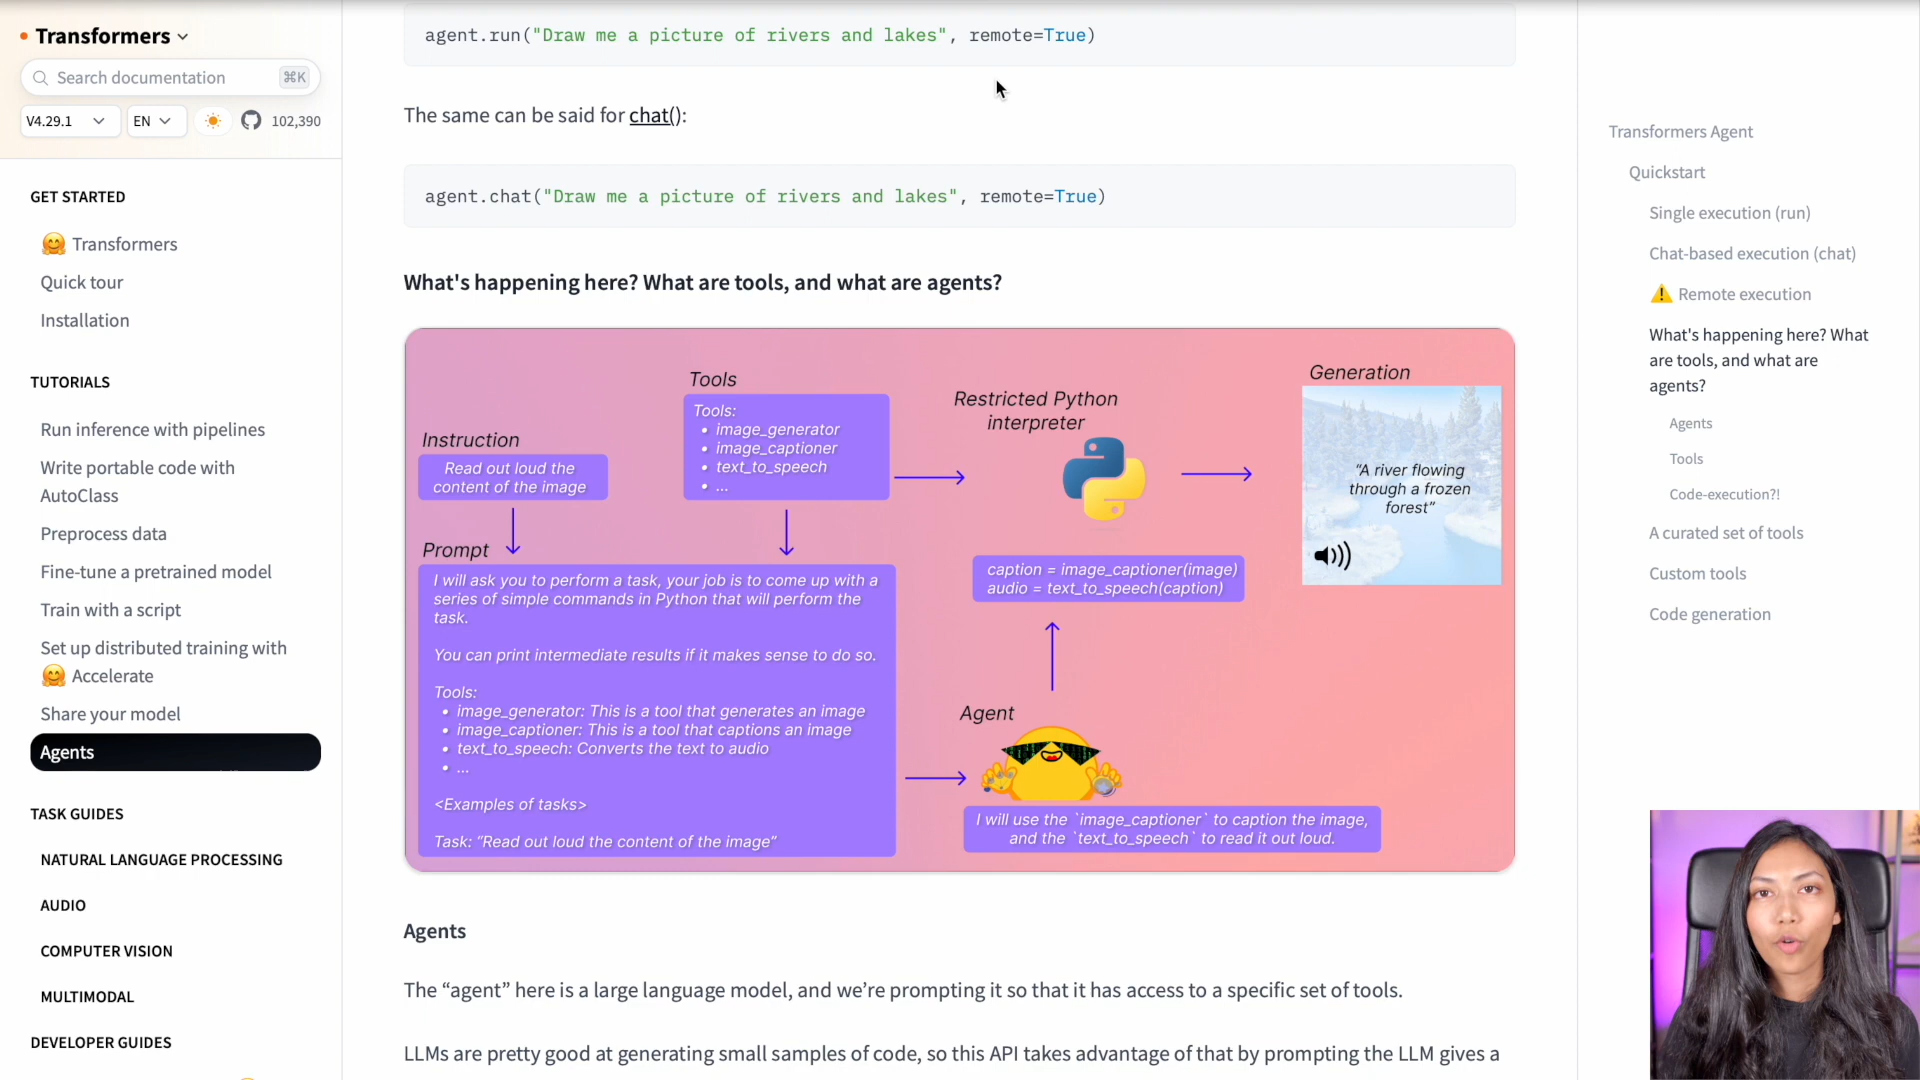 Transformers
Search documentation
⌘K
V4.29.1
EN
102,390
GET STARTED
🤗 Transformers
Quick tour
Installation
TUTORIALS
Run inference with pipelines
Write portable code with
AutoClass
Preprocess data
Fine-tune a pretrained model
Train with a script
Set up distributed training with
🤗 Accelerate
Share your model
Agents
TASK GUIDES
NATURAL LANGUAGE PROCESSING
AUDIO
COMPUTER VISION
MULTIMODAL
DEVELOPER GUIDES
agent.run("Draw me a picture of rivers and lakes", remote=True)
The same can be said for chat():
agent.chat("Draw me a picture of rivers and lakes", remote=True)
What's happening here? What are tools, and what are agents?
Instruction
Read out loud the
content of the image
Tools
Tools:
• image_generator
• image_captioner
• text_to_speech
• ...
Prompt
I will ask you to perform a task, your job is to come up with a
series of simple commands in Python that will perform the
task.
You can print intermediate results if it makes sense to do so.
Tools:
• image_generator: This is a tool that generates an image
• image_captioner: This is a tool that captions an image
• text_to_speech: Converts the text to audio
• ...
<Examples of tasks>
Task: “Read out loud the content of the image”
Restricted Python
interpreter
caption = image_captioner(image)
audio = text_to_speech(caption)
Agent
I will use the `image_captioner` to caption the image,
and the `text_to_speech` to read it out loud.
Generation
“A river flowing
through a frozen
forest”
Agents
The “agent” here is a large language model, and we’re prompting it so that it has access to a specific set of tools.
LLMs are pretty good at generating small samples of code, so this API takes advantage of that by prompting the LLM gives a
Transformers Agent
Quickstart
Single execution (run)
Chat-based execution (chat)
⚠️ Remote execution
What's happening here? What
are tools, and what are
agents?
Agents
Tools
Code-execution?!
A curated set of tools
Custom tools
Code generation